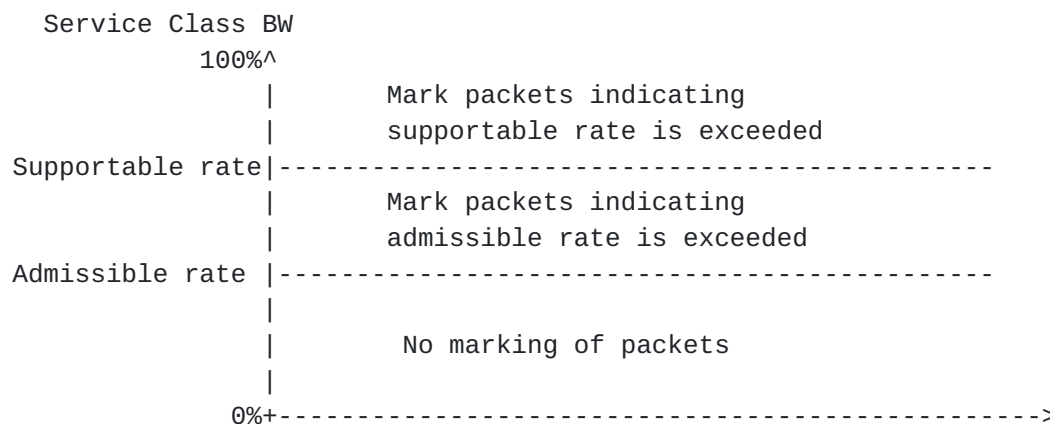 Service Class BW
100%^
| Mark packets indicating
| supportable rate is exceeded
Supportable rate|----------------------------------------------
| Mark packets indicating
| admissible rate is exceeded
Admissible rate |----------------------------------------------
|
| No marking of packets
|
0%+------------------------------------------------->